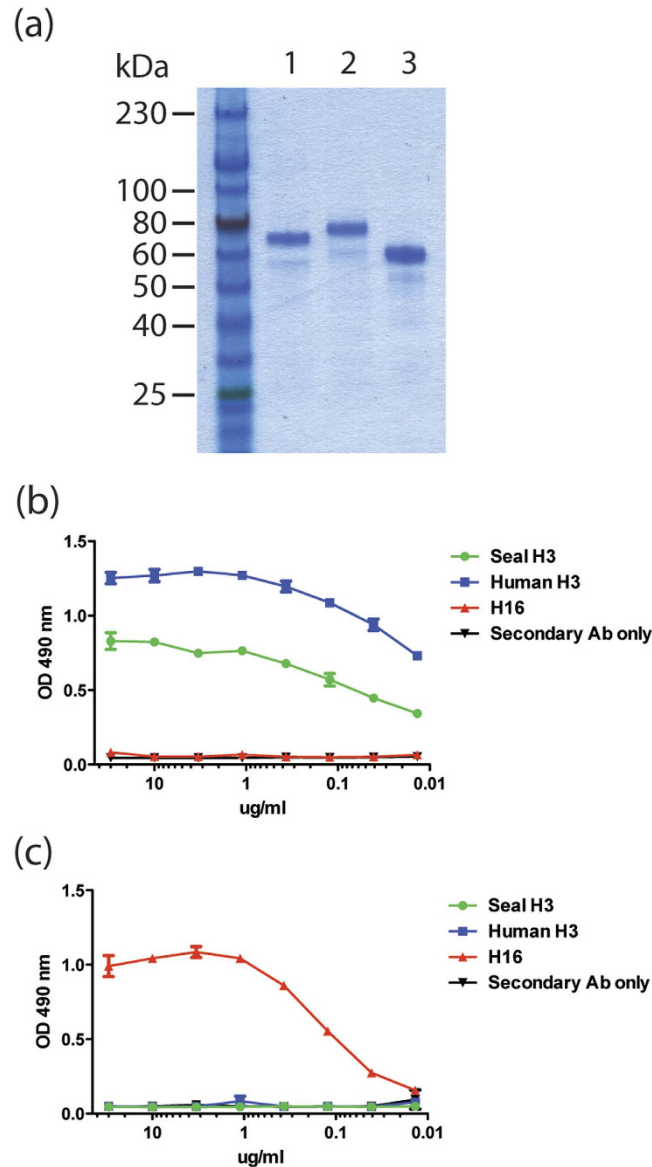 (a)
kDa 1 2 3
230
100
80
60
50
40
25
(b)
1.5
1.0
0.5
0.0
OD 490 nm
10 1 0.1 0.01
ug/ml
Seal H3
Human H3
H16
Secondary Ab only
(c)
1.5
1.0
0.5
0.0
OD 490 nm
10 1 0.1 0.01
ug/ml
Seal H3
Human H3
H16
Secondary Ab only